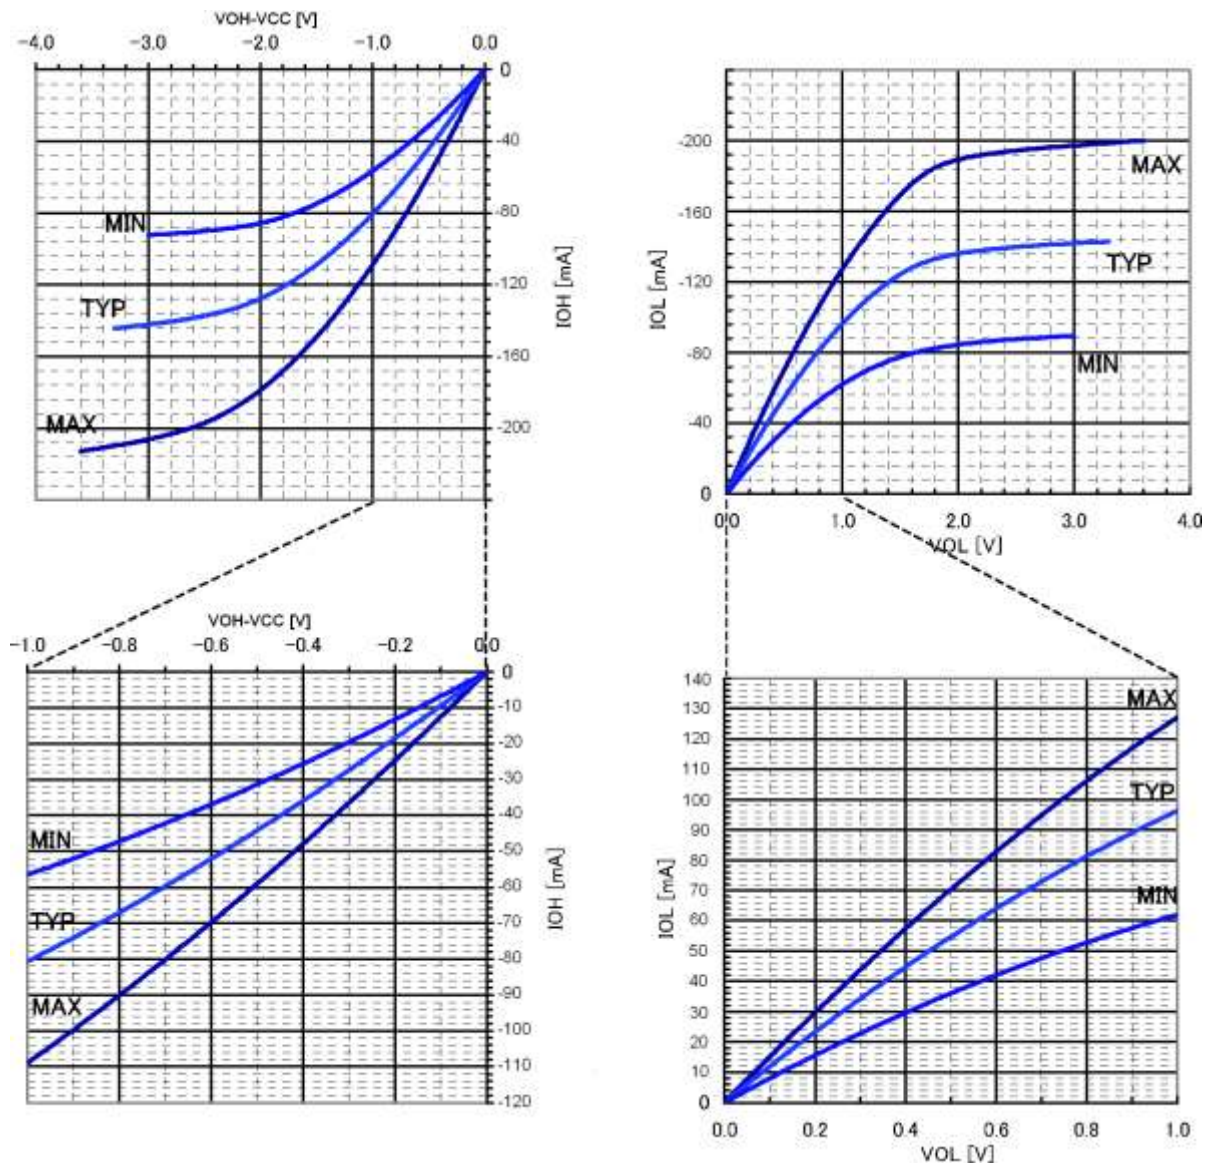 VOH-VCC [V]
−4.0 −3.0 −2.0 −1.0 0.0
0
-40
-80
-120
-160
-200
IOH [mA]
MIN
TYP
MAX
-200
-160
-120
-80
-40
0
IOL [mA]
MAX
TYP
MIN
0.0 1.0 2.0 3.0 4.0
VOL [V]
VOH-VCC [V]
−1.0 −0.8 −0.6 −0.4 −0.2 0.0
0
-10
-20
-30
-40
-50
-60
-70
-80
-90
-100
-110
-120
IOH [mA]
MIN
TYP
MAX
140
130
120
110
100
90
80
70
60
50
40
30
20
10
0
IOL [mA]
MAX
TYP
MIN
0.0 0.2 0.4 0.6 0.8 1.0
VOL [V]